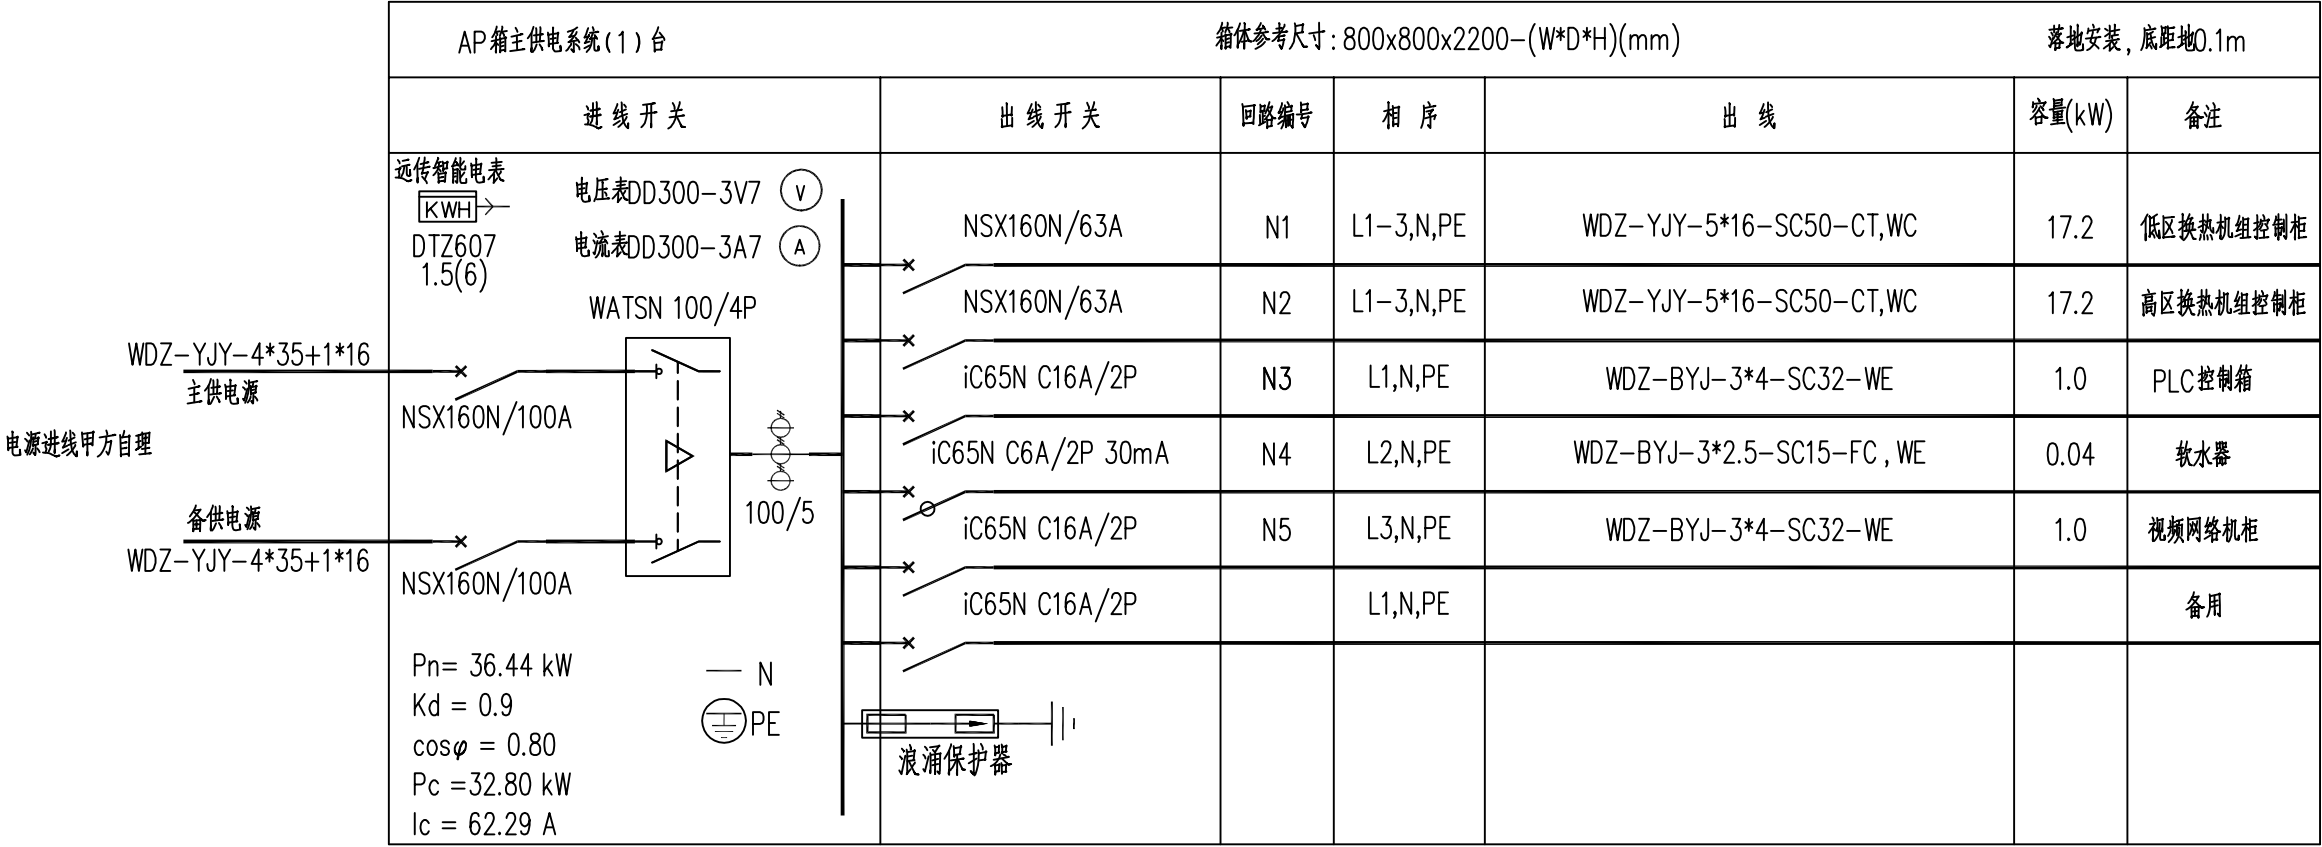 AP箱主供电系统(1)台 箱体参考尺寸:800x800x2200-(W*D*H)(mm) 落地安装,底距地0.1m
进线开关 出线开关 回路编号 相序 出线 容量(kW) 备注
远传智能电表
KWH
DTZ607
1.5(6)
电压表DD300-3V7 V
电流表DD300-3A7 A
WATSN 100/4P
WDZ-YJY-4*35+1*16
主供电源
NSX160N/100A
电源进线甲方自理
备供电源
WDZ-YJY-4*35+1*16
NSX160N/100A
100/5
Pn= 36.44 kW
Kd = 0.9
cosφ = 0.80
Pc =32.80 kW
Ic = 62.29 A
N
PE
NSX160N/63A N1 L1-3,N,PE WDZ-YJY-5*16-SC50-CT,WC 17.2 低区换热机组控制柜
NSX160N/63A N2 L1-3,N,PE WDZ-YJY-5*16-SC50-CT,WC 17.2 高区换热机组控制柜
iC65N C16A/2P N3 L1,N,PE WDZ-BYJ-3*4-SC32-WE 1.0 PLC控制箱
iC65N C6A/2P 30mA N4 L2,N,PE WDZ-BYJ-3*2.5-SC15-FC,WE 0.04 软水器
iC65N C16A/2P N5 L3,N,PE WDZ-BYJ-3*4-SC32-WE 1.0 视频网络机柜
iC65N C16A/2P L1,N,PE 备用
浪涌保护器